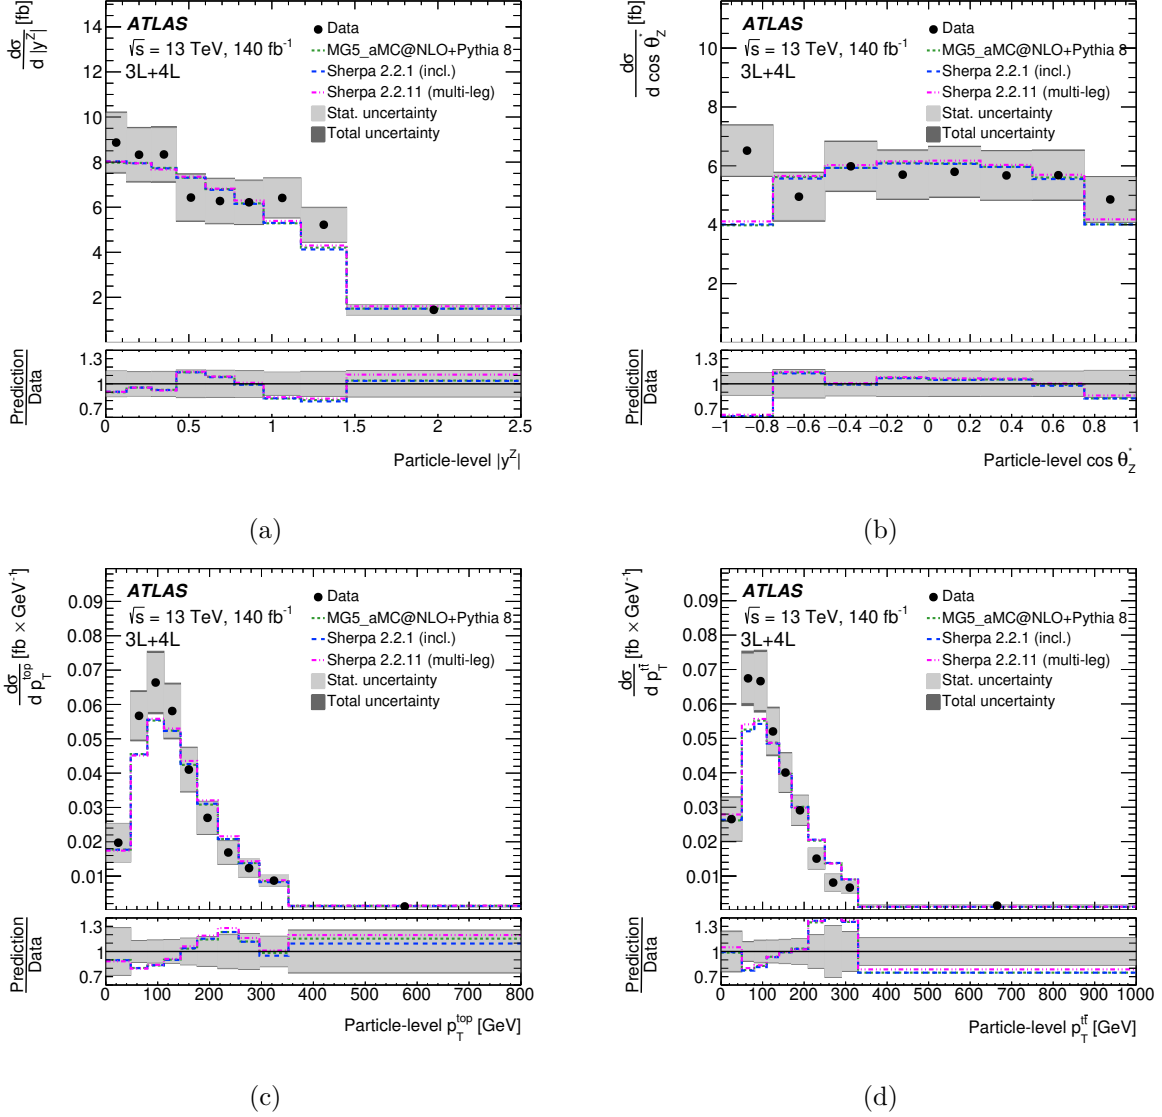 dσ
d |y^Z| [fb]
ATLAS
√s = 13 TeV, 140 fb⁻¹
3L+4L
Data
MG5_aMC@NLO+Pythia 8
Sherpa 2.2.1 (incl.)
Sherpa 2.2.11 (multi-leg)
Stat. uncertainty
Total uncertainty
14
12
10
8
6
4
2
Prediction
Data
1.3
1
0.7
0 0.5 1 1.5 2 2.5
Particle-level |y^Z|
(a)
dσ
d cos θ*_Z [fb]
ATLAS
√s = 13 TeV, 140 fb⁻¹
3L+4L
Data
MG5_aMC@NLO+Pythia 8
Sherpa 2.2.1 (incl.)
Sherpa 2.2.11 (multi-leg)
Stat. uncertainty
Total uncertainty
10
8
6
4
2
Prediction
Data
1.3
1
0.7
−1 −0.8 −0.6 −0.4 −0.2 0 0.2 0.4 0.6 0.8 1
Particle-level cos θ*_Z
(b)
dσ
d p_T^top [fb × GeV⁻¹]
ATLAS
√s = 13 TeV, 140 fb⁻¹
3L+4L
Data
MG5_aMC@NLO+Pythia 8
Sherpa 2.2.1 (incl.)
Sherpa 2.2.11 (multi-leg)
Stat. uncertainty
Total uncertainty
0.09
0.08
0.07
0.06
0.05
0.04
0.03
0.02
0.01
Prediction
Data
1.3
1
0.7
0 100 200 300 400 500 600 700 800
Particle-level p_T^top [GeV]
(c)
dσ
d p_T^tt̄ [fb × GeV⁻¹]
ATLAS
√s = 13 TeV, 140 fb⁻¹
3L+4L
Data
MG5_aMC@NLO+Pythia 8
Sherpa 2.2.1 (incl.)
Sherpa 2.2.11 (multi-leg)
Stat. uncertainty
Total uncertainty
0.09
0.08
0.07
0.06
0.05
0.04
0.03
0.02
0.01
Prediction
Data
1.3
1
0.7
0 100 200 300 400 500 600 700 800 900 1000
Particle-level p_T^tt̄ [GeV]
(d)